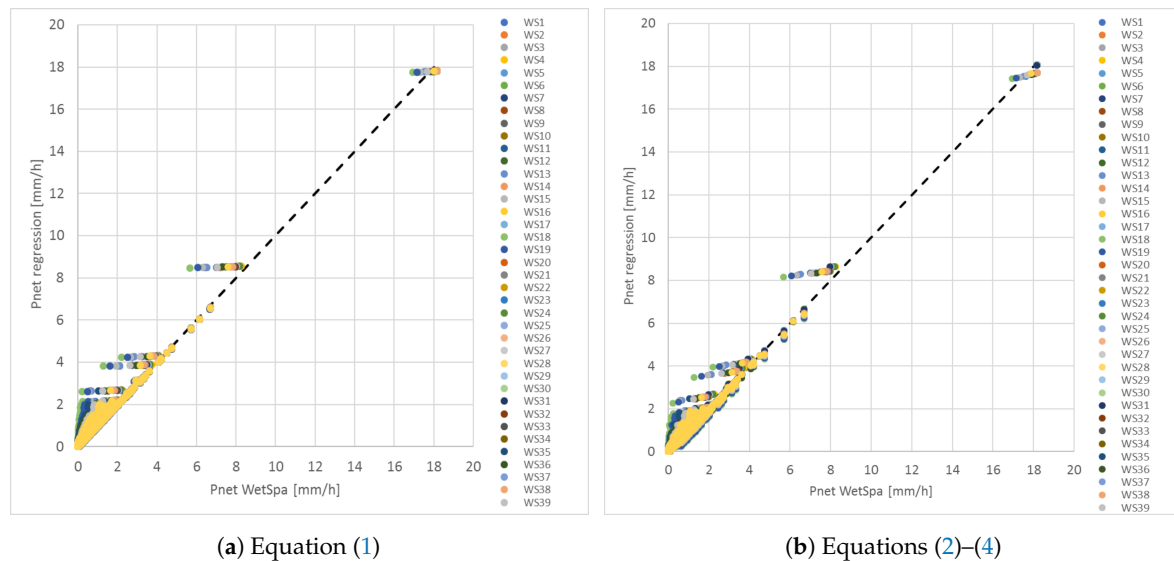 20
18
16
14
12
10
8
6
4
2
0
Pnet regression [mm/h]
0 2 4 6 8 10 12 14 16 18 20
Pnet WetSpa [mm/h]
WS1
WS2
WS3
WS4
WS5
WS6
WS7
WS8
WS9
WS10
WS11
WS12
WS13
WS14
WS15
WS16
WS17
WS18
WS19
WS20
WS21
WS22
WS23
WS24
WS25
WS26
WS27
WS28
WS29
WS30
WS31
WS32
WS33
WS34
WS35
WS36
WS37
WS38
WS39
(a) Equation (1)
20
18
16
14
12
10
8
6
4
2
0
Pnet regression [mm/h]
0 2 4 6 8 10 12 14 16 18 20
Pnet WetSpa [mm/h]
WS1
WS2
WS3
WS4
WS5
WS6
WS7
WS8
WS9
WS10
WS11
WS12
WS13
WS14
WS15
WS16
WS17
WS18
WS19
WS20
WS21
WS22
WS23
WS24
WS25
WS26
WS27
WS28
WS29
WS30
WS31
WS32
WS33
WS34
WS35
WS36
WS37
WS38
WS39
(b) Equations (2)–(4)